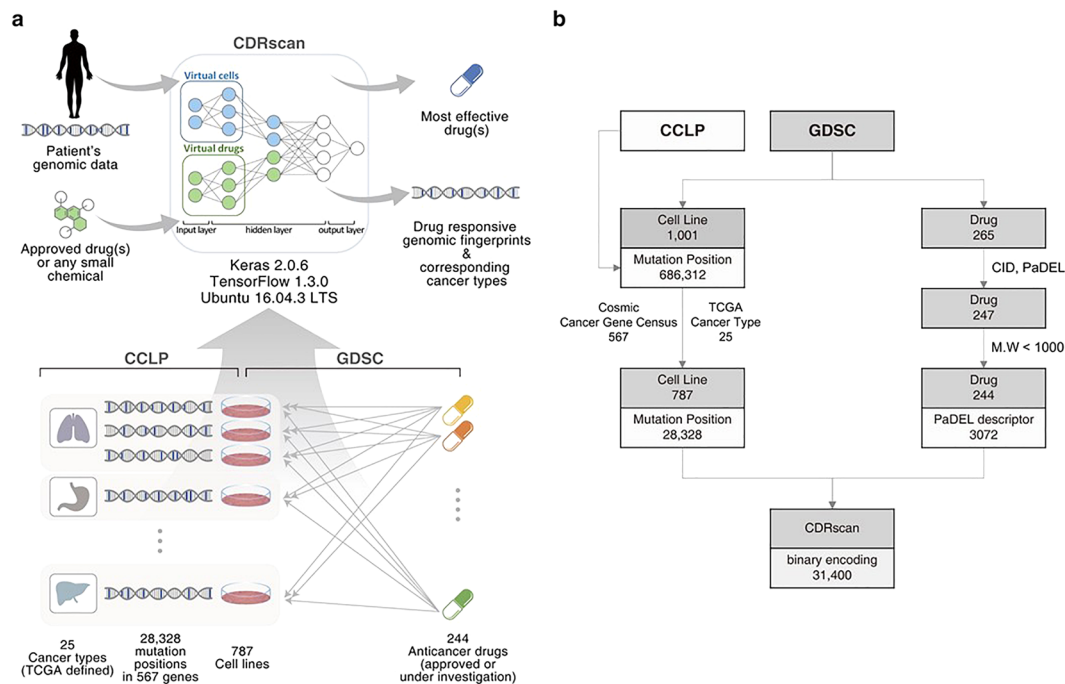 a
CDRscan
Virtual cells
Virtual drugs
Input layer
hidden layer
output layer
Patient's
genomic data
Approved drug(s)
or any small
chemical
Most effective
drug(s)
Drug responsive
genomic fingerprints
&
corresponding
cancer types
Keras 2.0.6
TensorFlow 1.3.0
Ubuntu 16.04.3 LTS
CCLP
GDSC
25
Cancer types
(TCGA defined)
28,328
mutation
positions
in 567 genes
787
Cell lines
244
Anticancer drugs
(approved or
under investigation)
b
CCLP
GDSC
Cell Line
1,001
Mutation Position
686,312
Drug
265
CID, PaDEL
Cosmic
Cancer Gene Census
567
TCGA
Cancer Type
25
Drug
247
M.W < 1000
Cell Line
787
Mutation Position
28,328
Drug
244
PaDEL descriptor
3072
CDRscan
binary encoding
31,400